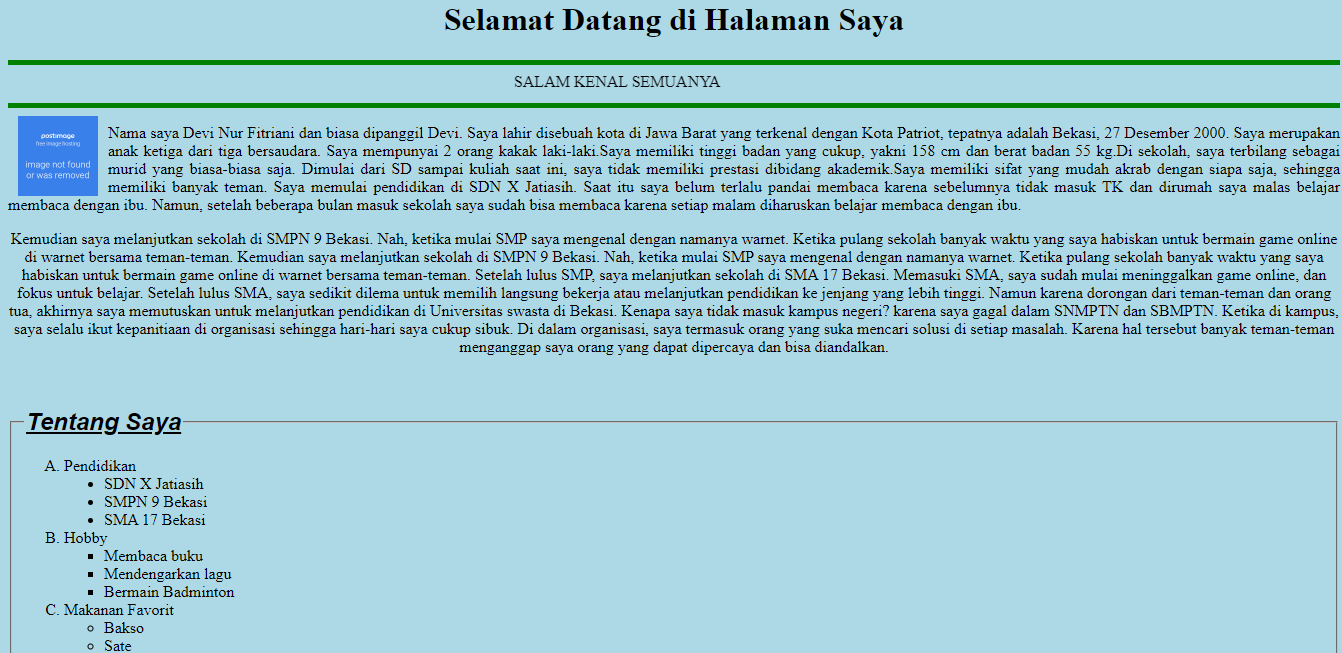 Selamat Datang di Halaman Saya
SALAM KENAL SEMUANYA
postimage
free image hosting
image not found
or was removed
Nama saya Devi Nur Fitriani dan biasa dipanggil Devi. Saya lahir disebuah kota di Jawa Barat yang terkenal dengan Kota Patriot, tepatnya adalah Bekasi, 27 Desember 2000. Saya merupakan
anak ketiga dari tiga bersaudara. Saya mempunyai 2 orang kakak laki-laki.Saya memiliki tinggi badan yang cukup, yakni 158 cm dan berat badan 55 kg.Di sekolah, saya terbilang sebagai
murid yang biasa-biasa saja. Dimulai dari SD sampai kuliah saat ini, saya tidak memiliki prestasi dibidang akademik.Saya memiliki sifat yang mudah akrab dengan siapa saja, sehingga
memiliki banyak teman. Saya memulai pendidikan di SDN X Jatiasih. Saat itu saya belum terlalu pandai membaca karena sebelumnya tidak masuk TK dan dirumah saya malas belajar
membaca dengan ibu. Namun, setelah beberapa bulan masuk sekolah saya sudah bisa membaca karena setiap malam diharuskan belajar membaca dengan ibu.
Kemudian saya melanjutkan sekolah di SMPN 9 Bekasi. Nah, ketika mulai SMP saya mengenal dengan namanya warnet. Ketika pulang sekolah banyak waktu yang saya habiskan untuk bermain game online
di warnet bersama teman-teman. Kemudian saya melanjutkan sekolah di SMPN 9 Bekasi. Nah, ketika mulai SMP saya mengenal dengan namanya warnet. Ketika pulang sekolah banyak waktu yang saya
habiskan untuk bermain game online di warnet bersama teman-teman. Setelah lulus SMP, saya melanjutkan sekolah di SMA 17 Bekasi. Memasuki SMA, saya sudah mulai meninggalkan game online, dan
fokus untuk belajar. Setelah lulus SMA, saya sedikit dilema untuk memilih langsung bekerja atau melanjutkan pendidikan ke jenjang yang lebih tinggi. Namun karena dorongan dari teman-teman dan orang
tua, akhirnya saya memutuskan untuk melanjutkan pendidikan di Universitas swasta di Bekasi. Kenapa saya tidak masuk kampus negeri? karena saya gagal dalam SNMPTN dan SBMPTN. Ketika di kampus,
saya selalu ikut kepanitiaan di organisasi sehingga hari-hari saya cukup sibuk. Di dalam organisasi, saya termasuk orang yang suka mencari solusi di setiap masalah. Karena hal tersebut banyak teman-teman
menganggap saya orang yang dapat dipercaya dan bisa diandalkan.
Tentang Saya
A. Pendidikan
• SDN X Jatiasih
• SMPN 9 Bekasi
• SMA 17 Bekasi
B. Hobby
▪ Membaca buku
▪ Mendengarkan lagu
▪ Bermain Badminton
C. Makanan Favorit
◦ Bakso
◦ Sate